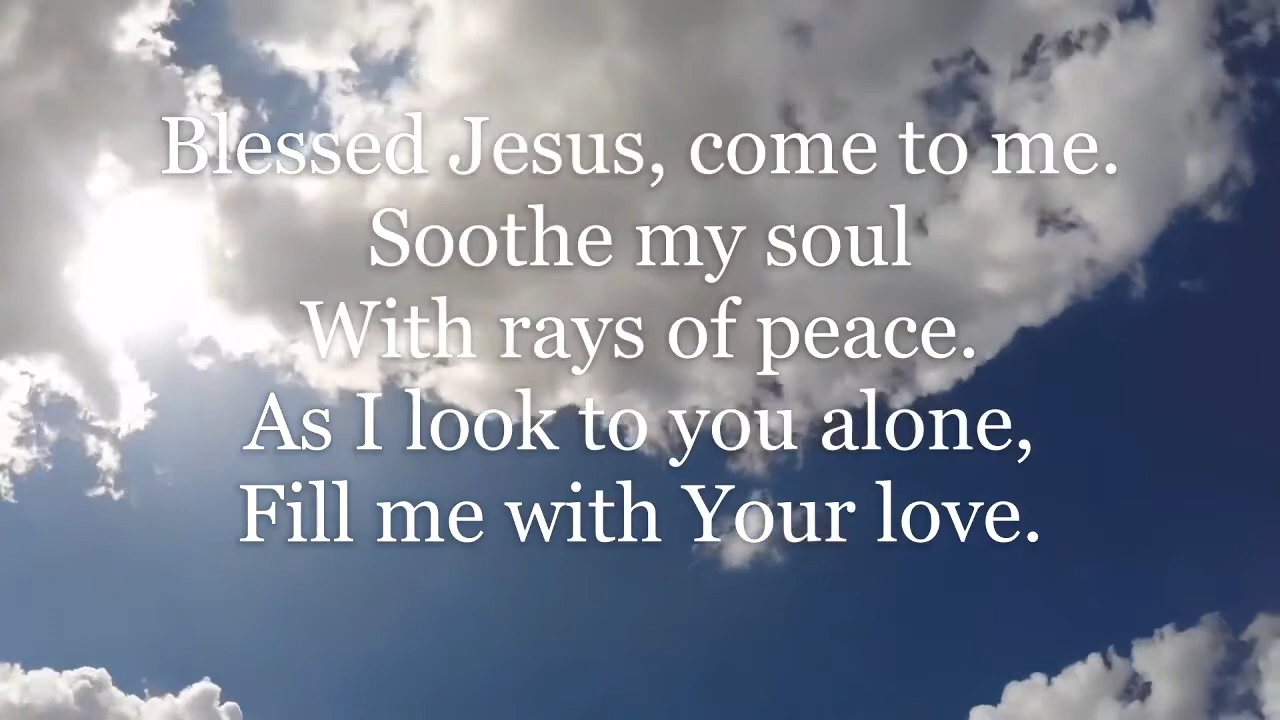 Blessed Jesus, come to me.
Soothe my soul
With rays of peace.
As I look to you alone,
Fill me with Your love.